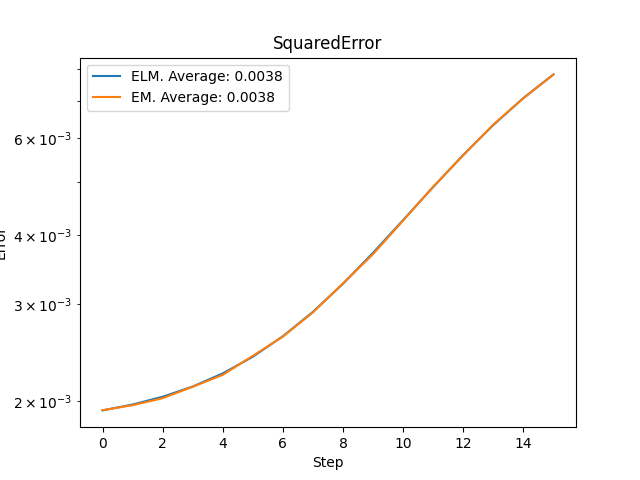 SquaredError
ELM. Average: 0.0038
EM. Average: 0.0038
6 × 10⁻³
4 × 10⁻³
3 × 10⁻³
2 × 10⁻³
Error
0 2 4 6 8 10 12 14
Step